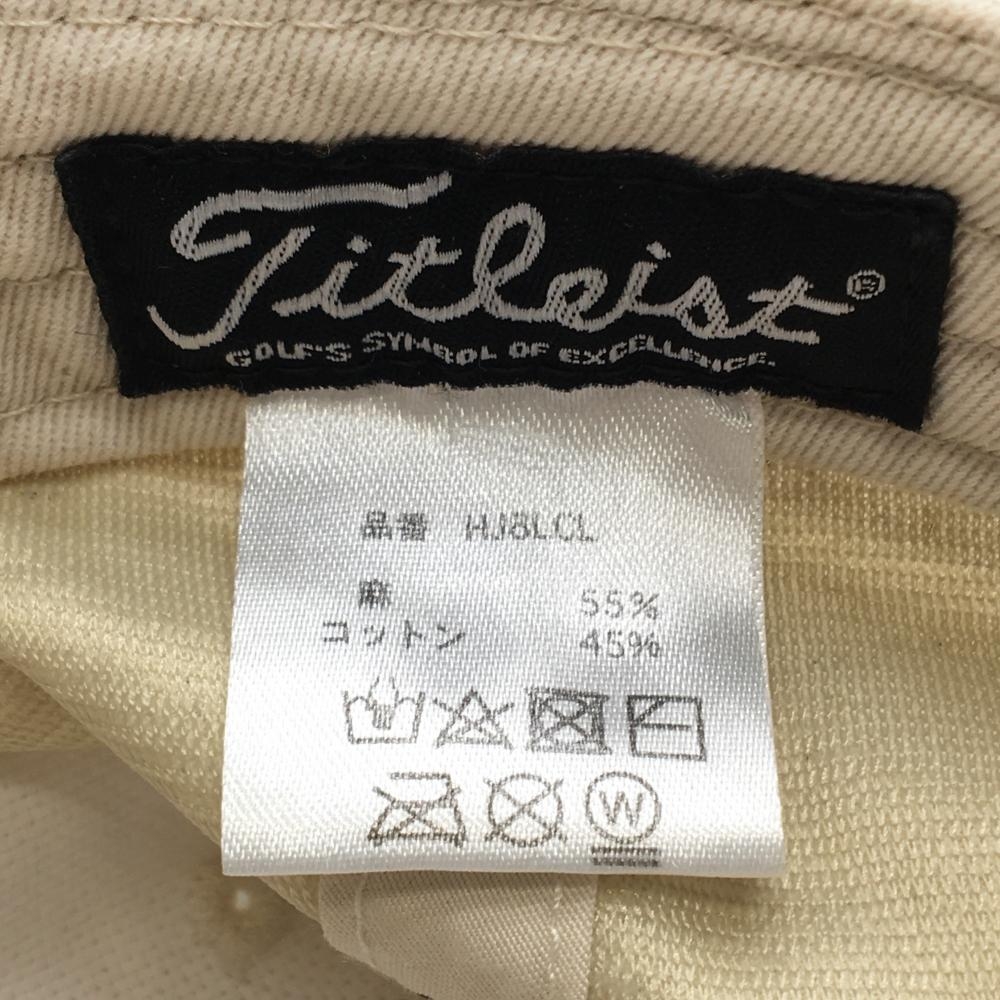 Titleist®
GOLF'S SYMBOL OF EXCELLENCE.
品番 HJ8LCL
麻 55%
コットン 45%
W